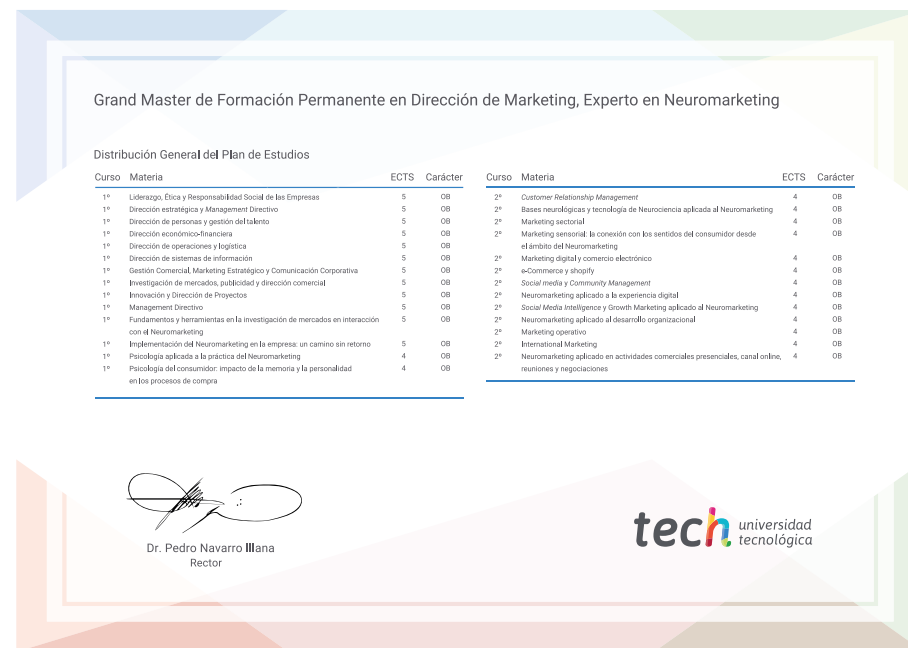 Grand Master de Formación Permanente en Dirección de Marketing, Experto en Neuromarketing
Distribución General del Plan de Estudios
Curso Materia ECTS Carácter
1º Liderazgo, Ética y Responsabilidad Social de las Empresas 5 OB
1º Dirección estratégica y Management Directivo 5 OB
1º Dirección de personas y gestión del talento 5 OB
1º Dirección económico-financiera 5 OB
1º Dirección de operaciones y logística 5 OB
1º Dirección de sistemas de información 5 OB
1º Gestión Comercial, Marketing Estratégico y Comunicación Corporativa 5 OB
1º Investigación de mercados, publicidad y dirección comercial 5 OB
1º Innovación y Dirección de Proyectos 5 OB
1º Management Directivo 5 OB
1º Fundamentos y herramientas en la investigación de mercados en interacción 5 OB
con el Neuromarketing
1º Implementación del Neuromarketing en la empresa: un camino sin retorno 5 OB
1º Psicología aplicada a la práctica del Neuromarketing 4 OB
1º Psicología del consumidor: impacto de la memoria y la personalidad 4 OB
en los procesos de compra
Curso Materia ECTS Carácter
2º Customer Relationship Management 4 OB
2º Bases neurológicas y tecnología de Neurociencia aplicada al Neuromarketing 4 OB
2º Marketing sectorial 4 OB
2º Marketing sensorial: la conexión con los sentidos del consumidor desde 4 OB
el ámbito del Neuromarketing
2º Marketing digital y comercio electrónico 4 OB
2º e-Commerce y shopify 4 OB
2º Social media y Community Management 4 OB
2º Neuromarketing aplicado a la experiencia digital 4 OB
2º Social Media Intelligence y Growth Marketing aplicado al Neuromarketing 4 OB
2º Neuromarketing aplicado al desarrollo organizacional 4 OB
2º Marketing operativo 4 OB
2º International Marketing 4 OB
2º Neuromarketing aplicado en actividades comerciales presenciales, canal online, 4 OB
reuniones y negociaciones
Dr. Pedro Navarro Illana
Rector
tech universidad
tecnológica